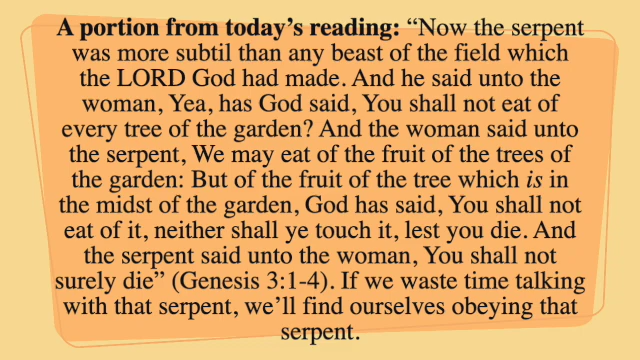 A portion from today’s reading: “Now the serpent
was more subtil than any beast of the field which
the LORD God had made. And he said unto the
woman, Yea, has God said, You shall not eat of
every tree of the garden? And the woman said unto
the serpent, We may eat of the fruit of the trees of
the garden: But of the fruit of the tree which is in
the midst of the garden, God has said, You shall not
eat of it, neither shall ye touch it, lest you die. And
the serpent said unto the woman, You shall not
surely die” (Genesis 3:1-4). If we waste time talking
with that serpent, we’ll find ourselves obeying that
serpent.